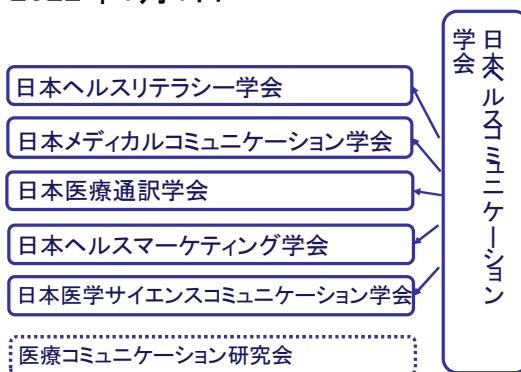 日本ヘルスコミュニケーション
学会
日本ヘルスリテラシー学会
日本メディカルコミュニケーション学会
日本医療通訳学会
日本ヘルスマーケティング学会
日本医学サイエンスコミュニケーション学会
医療コミュニケーション研究会